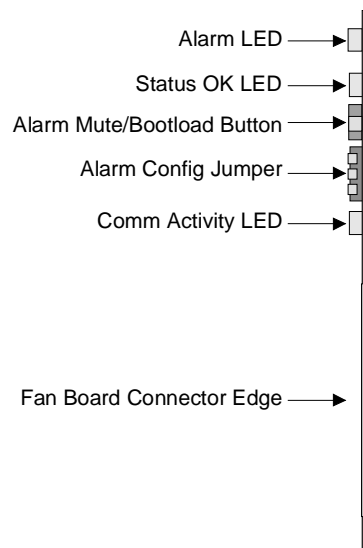 Alarm LED
Status OK LED
Alarm Mute/Bootload Button
Alarm Config Jumper
Comm Activity LED
Fan Board Connector Edge